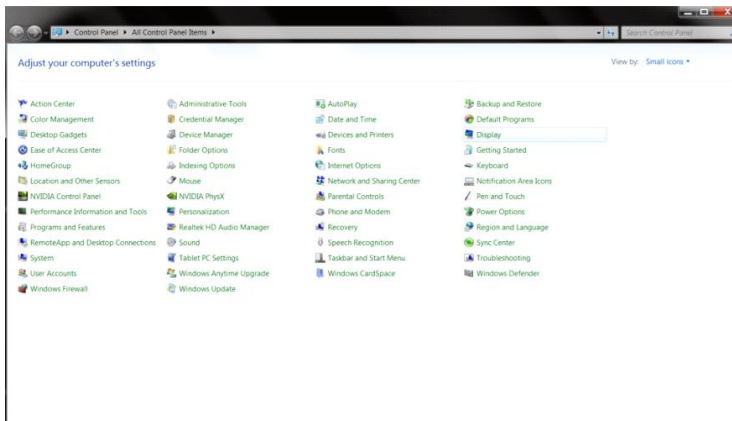 Control Panel ▸ All Control Panel Items ▸ Search Control Panel
Adjust your computer's settings View by: Small icons
Action Center Administrative Tools AutoPlay Backup and Restore
Color Management Credential Manager Date and Time Default Programs
Desktop Gadgets Device Manager Devices and Printers Display
Ease of Access Center Folder Options Fonts Getting Started
HomeGroup Indexing Options Internet Options Keyboard
Location and Other Sensors Mouse Network and Sharing Center Notification Area Icons
NVIDIA Control Panel NVIDIA PhysX Parental Controls Pen and Touch
Performance Information and Tools Personalization Phone and Modem Power Options
Programs and Features Realtek HD Audio Manager Recovery Region and Language
RemoteApp and Desktop Connections Sound Speech Recognition Sync Center
System Tablet PC Settings Taskbar and Start Menu Troubleshooting
User Accounts Windows Anytime Upgrade Windows CardSpace Windows Defender
Windows Firewall Windows Update